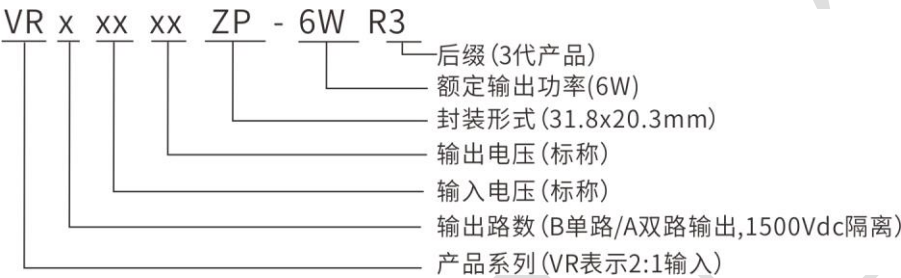 VR x xx xx ZP - 6W R3
后缀(3代产品)
额定输出功率(6W)
封装形式(31.8x20.3mm)
输出电压(标称)
输入电压(标称)
输出路数(B单路/A双路输出,1500Vdc隔离)
产品系列(VR表示2:1输入)